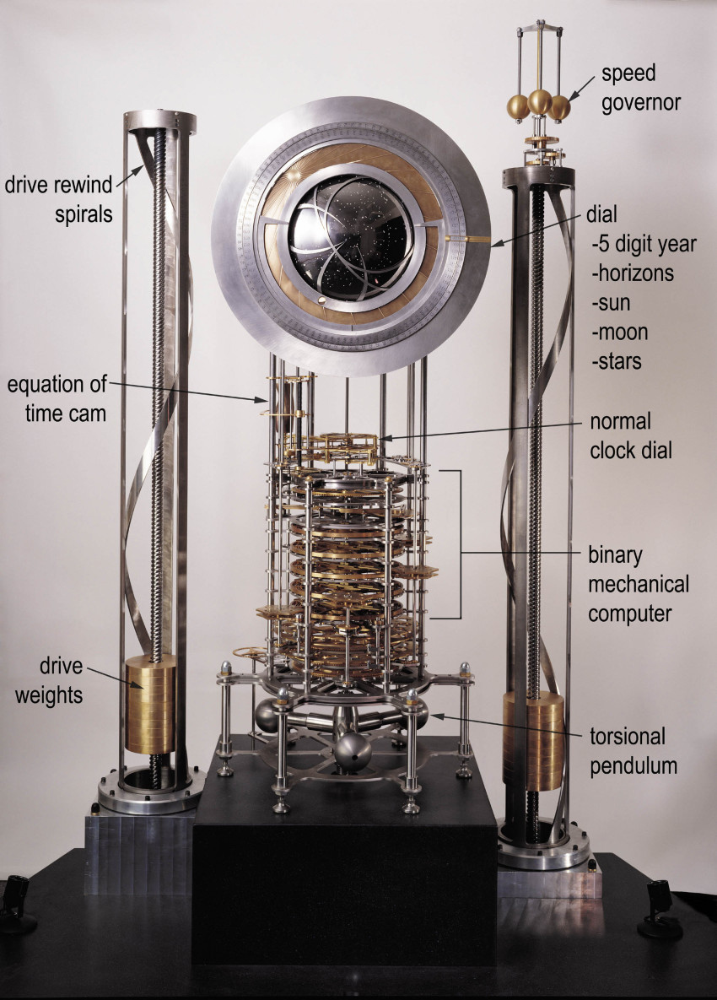 speed
governor
drive rewind
spirals
dial
-5 digit year
-horizons
-sun
-moon
-stars
equation of
time cam
normal
clock dial
binary
mechanical
computer
drive
weights
torsional
pendulum